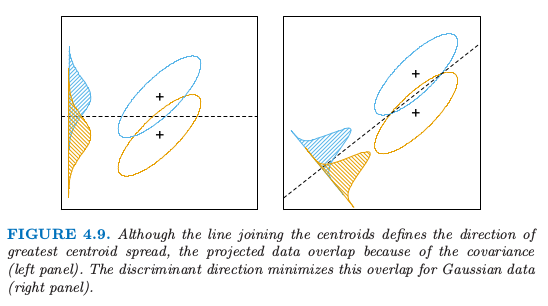 FIGURE 4.9. Although the line joining the centroids defines the direction of
greatest centroid spread, the projected data overlap because of the covariance
(left panel). The discriminant direction minimizes this overlap for Gaussian data
(right panel).